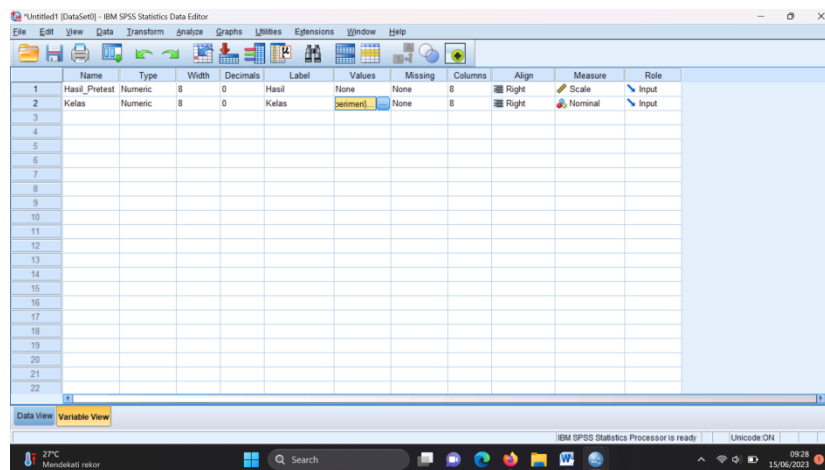 *Untitled1 [DataSet0] - IBM SPSS Statistics Data Editor
File Edit View Data Transform Analyze Graphs Utilities Extensions Window Help
Name Type Width Decimals Label Values Missing Columns Align Measure Role
1 Hasil_Pretest Numeric 8 0 Hasil None None 8 Right Scale Input
2 Kelas Numeric 8 0 Kelas perimen}... None 8 Right Nominal Input
3
4
5
6
7
8
9
10
11
12
13
14
15
16
17
18
19
20
21
22
Data View Variable View
IBM SPSS Statistics Processor is ready Unicode:ON
27°C
Mendekati rekor
Search
09:28
15/06/2023